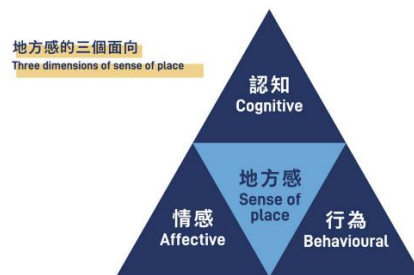 地方感的三個面向
Three dimensions of sense of place
認知
Cognitive
地方感
Sense of
place
情感
Affective
行為
Behavioural